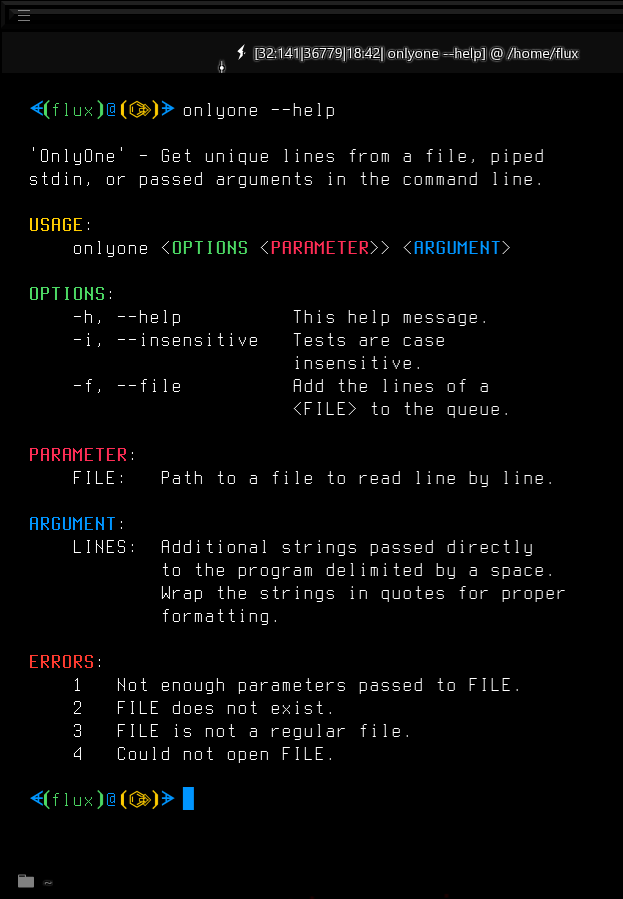 [32:141|36779|18:42| onlyone --help] @ /home/flux
(flux)@ onlyone --help
'OnlyOne' - Get unique lines from a file, piped
stdin, or passed arguments in the command line.
USAGE:
onlyone <OPTIONS <PARAMETER>> <ARGUMENT>
OPTIONS:
-h, --help This help message.
-i, --insensitive Tests are case
insensitive.
-f, --file Add the lines of a
<FILE> to the queue.
PARAMETER:
FILE: Path to a file to read line by line.
ARGUMENT:
LINES: Additional strings passed directly
to the program delimited by a space.
Wrap the strings in quotes for proper
formatting.
ERRORS:
1 Not enough parameters passed to FILE.
2 FILE does not exist.
3 FILE is not a regular file.
4 Could not open FILE.
(flux)@
~